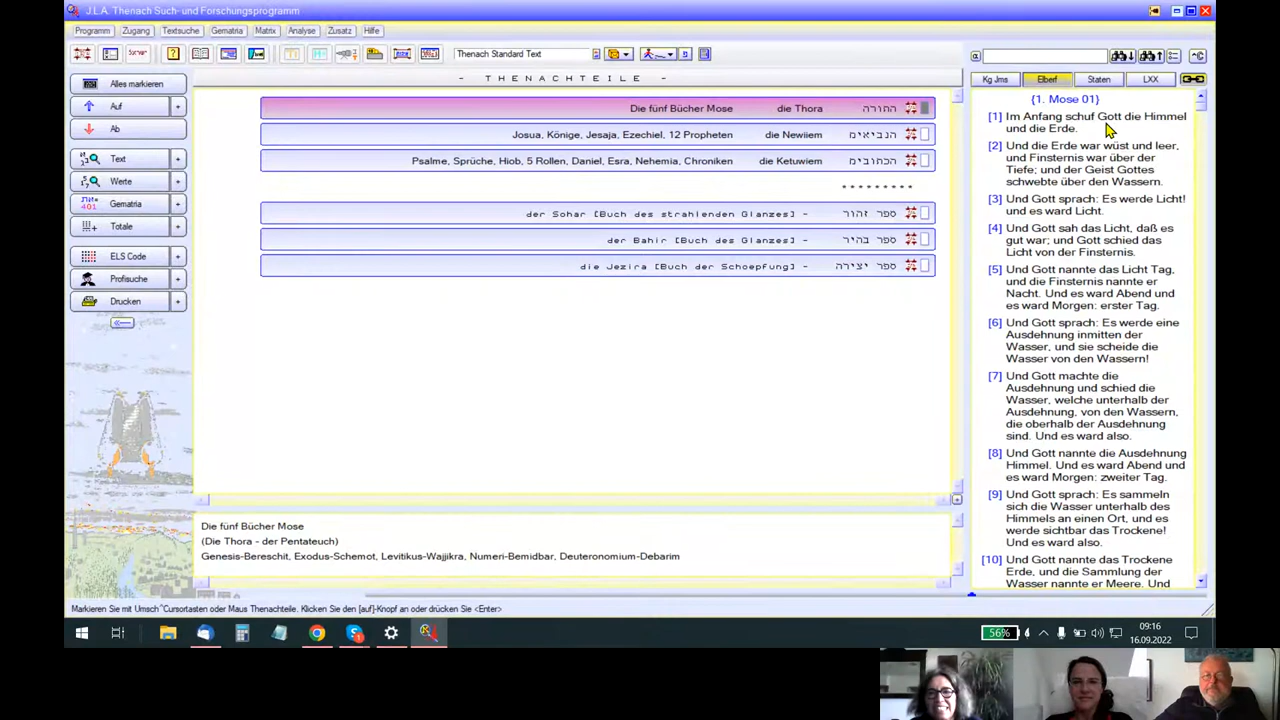 J.L.A. Thenach Such- und Forschungsprogramm
Programm Zugang Textsuche Gematria Matrix Analyse Zusatz Hilfe
Thenach Standard Text
Alles markieren
Auf
Ab
Text
Werte
Gematria
401
Totale
ELS Code
Profisuche
Drucken
- THENACHTEILE -
Die fünf Bücher Mose die Thora התורה
Josua, Könige, Jesaja, Ezechiel, 12 Propheten die Newiiem הנביאימ
Psalme, Sprüche, Hiob, 5 Rollen, Daniel, Esra, Nehemia, Chroniken die Ketuwiem הכתובימ
*********
der Sohar [Buch des strahlenden Glanzes] - ספר זהור
der Bahir [Buch des Glanzes] - ספר בהיר
die Jezira [Buch der Schoepfung] - ספר יצירה
Die fünf Bücher Mose
(Die Thora - der Pentateuch)
Genesis-Bereschit, Exodus-Schemot, Levitikus-Wajjikra, Numeri-Bemidbar, Deuteronomium-Debarim
Kg Jms Elberf Staten LXX
{1. Mose 01}
[1] Im Anfang schuf Gott die Himmel
und die Erde.
[2] Und die Erde war wüst und leer,
und Finsternis war über der
Tiefe; und der Geist Gottes
schwebte über den Wassern.
[3] Und Gott sprach: Es werde Licht!
und es ward Licht.
[4] Und Gott sah das Licht, daß es
gut war; und Gott schied das
Licht von der Finsternis.
[5] Und Gott nannte das Licht Tag,
und die Finsternis nannte er
Nacht. Und es ward Abend und
es ward Morgen: erster Tag.
[6] Und Gott sprach: Es werde eine
Ausdehnung inmitten der
Wasser, und sie scheide die
Wasser von den Wassern!
[7] Und Gott machte die
Ausdehnung und schied die
Wasser, welche unterhalb der
Ausdehnung, von den Wassern,
die oberhalb der Ausdehnung
sind. Und es ward also.
[8] Und Gott nannte die Ausdehnung
Himmel. Und es ward Abend und
es ward Morgen: zweiter Tag.
[9] Und Gott sprach: Es sammeln
sich die Wasser unterhalb des
Himmels an einen Ort, und es
werde sichtbar das Trockene!
Und es ward also.
[10] Und Gott nannte das Trockene
Erde, und die Sammlung der
Wasser nannte er Meere. Und
Markieren Sie mit Umsch^Cursortasten oder Maus Thenachteile. Klicken Sie den [auf]-Knopf an oder drücken Sie <Enter>
56%
09:16
16.09.2022